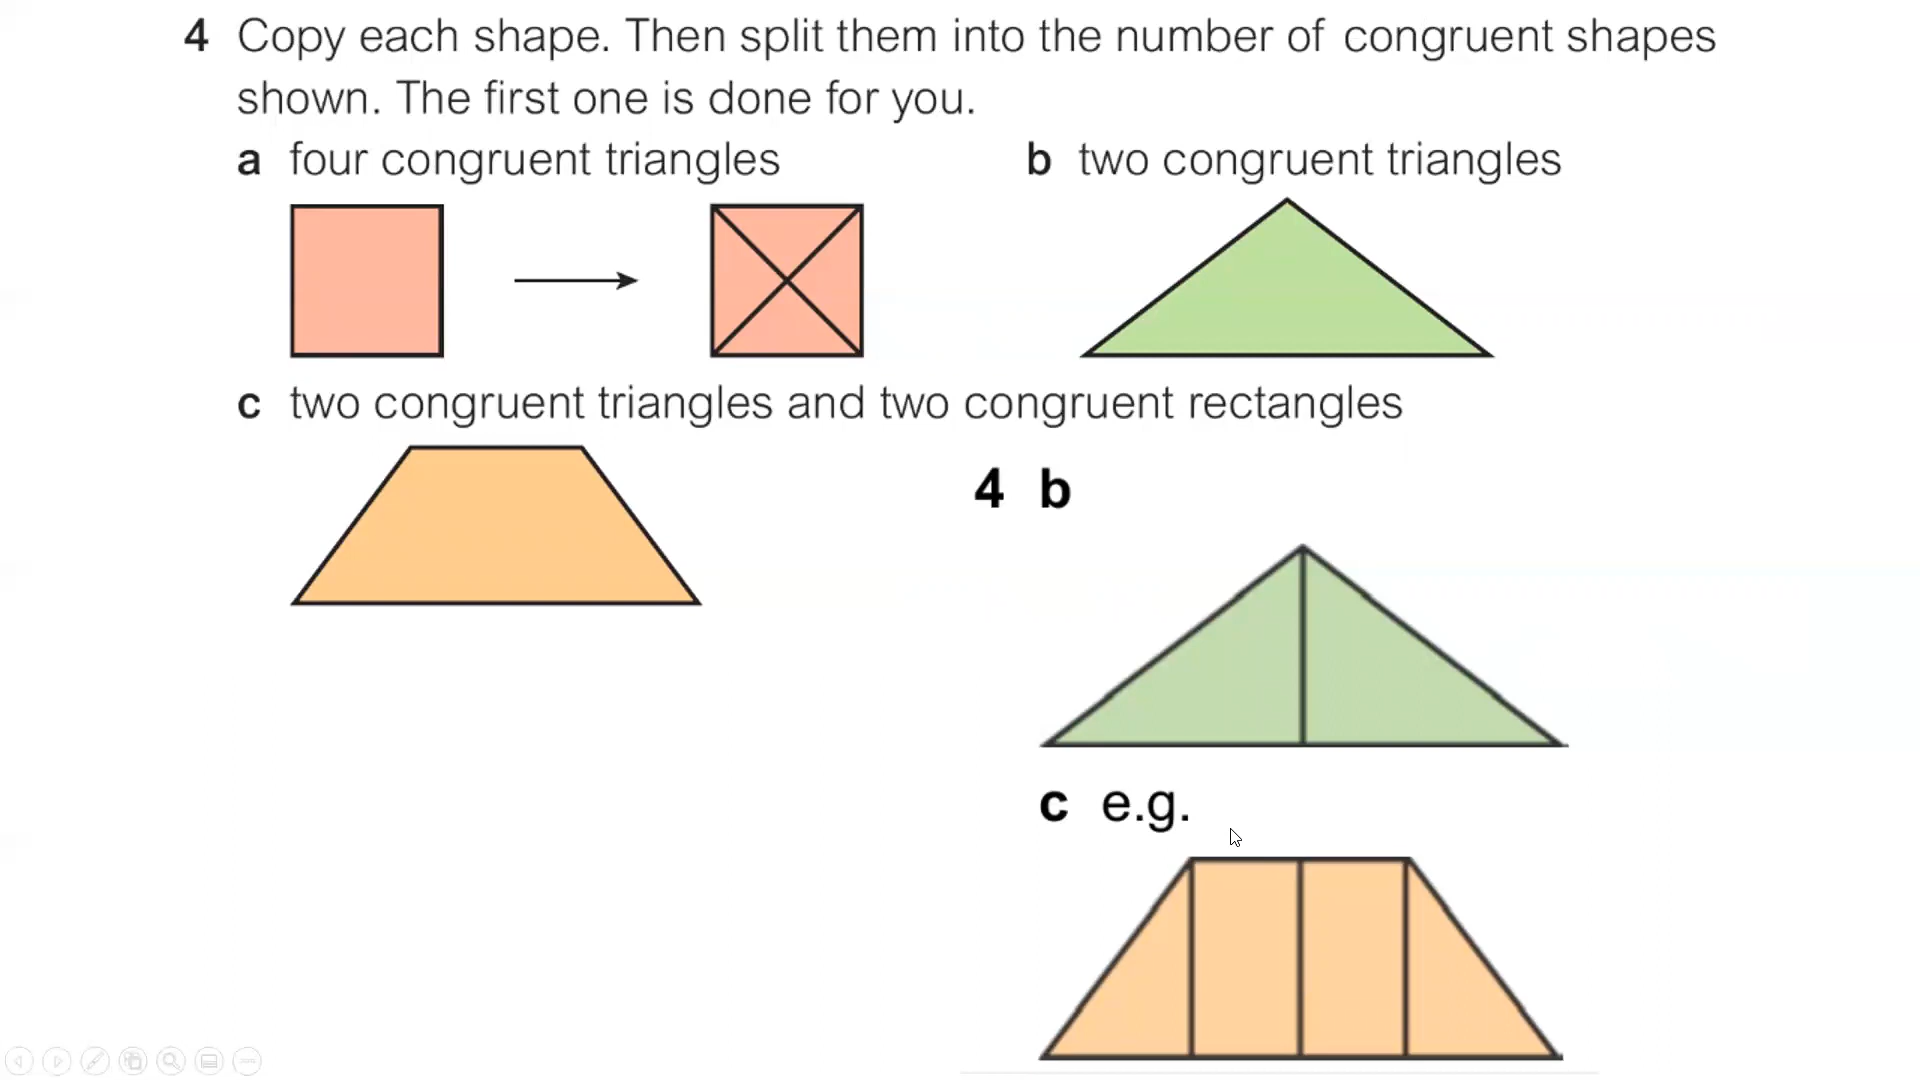 4 Copy each shape. Then split them into the number of congruent shapes
shown. The first one is done for you.
a four congruent triangles
b two congruent triangles
c two congruent triangles and two congruent rectangles
4 b
c e.g.